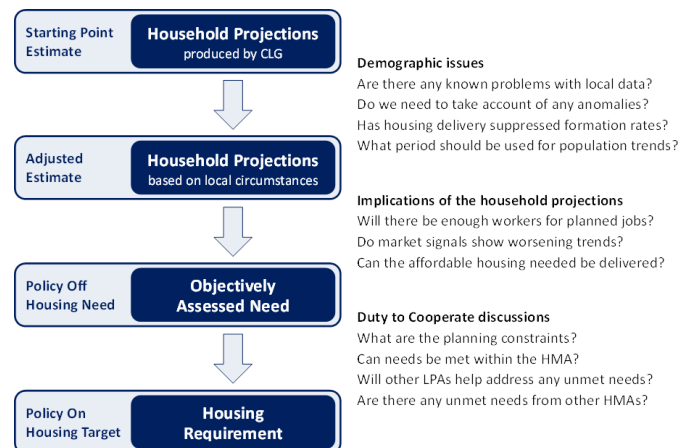 Starting Point
Estimate
Household Projections
produced by CLG
Demographic issues
Are there any known problems with local data?
Do we need to take account of any anomalies?
Has housing delivery suppressed formation rates?
What period should be used for population trends?
Adjusted
Estimate
Household Projections
based on local circumstances
Implications of the household projections
Will there be enough workers for planned jobs?
Do market signals show worsening trends?
Can the affordable housing needed be delivered?
Policy Off
Housing Need
Objectively
Assessed Need
Duty to Cooperate discussions
What are the planning constraints?
Can needs be met within the HMA?
Will other LPAs help address any unmet needs?
Are there any unmet needs from other HMAs?
Policy On
Housing Target
Housing
Requirement